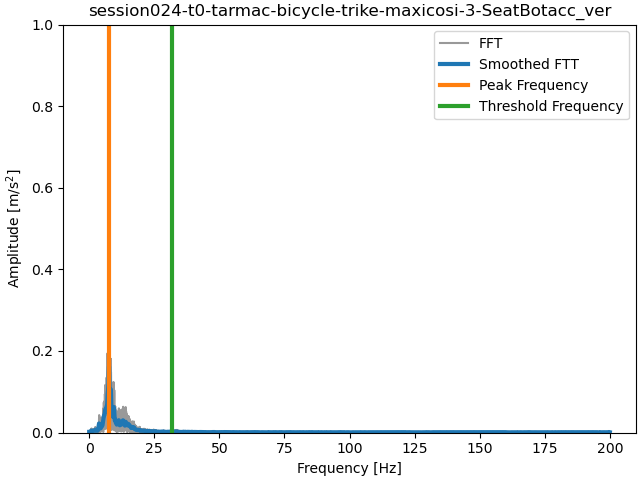 session024-t0-tarmac-bicycle-trike-maxicosi-3-SeatBotacc_ver
1.0
FFT
Smoothed FTT
Peak Frequency
Threshold Frequency
0.8
0.6
0.4
0.2
0.0
Amplitude [m/s²]
0 25 50 75 100 125 150 175 200
Frequency [Hz]